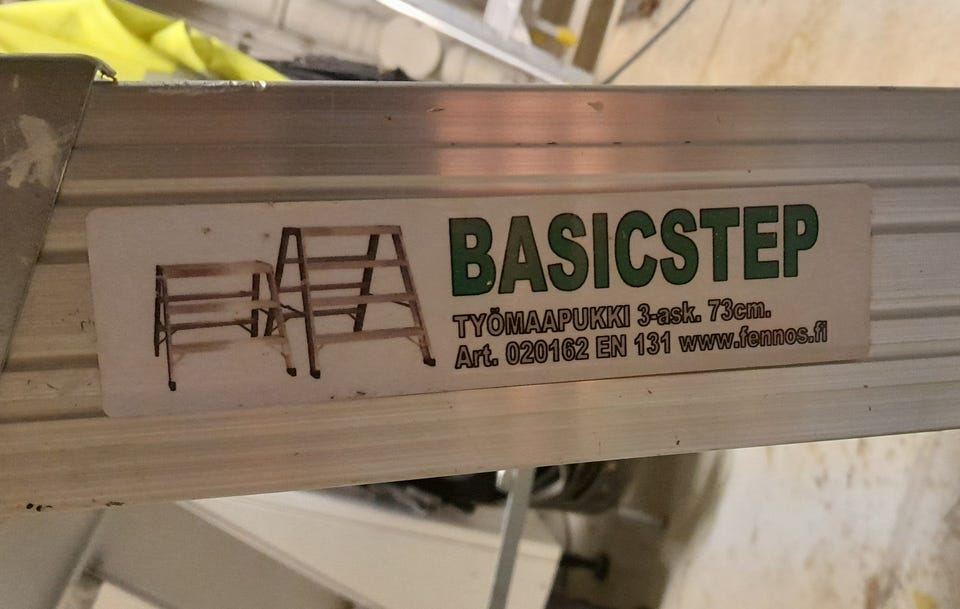 BASICSTEP
TYÖMAAPUKKI 3-ask. 73cm.
Art. 020162 EN 131 www.fennos.fi